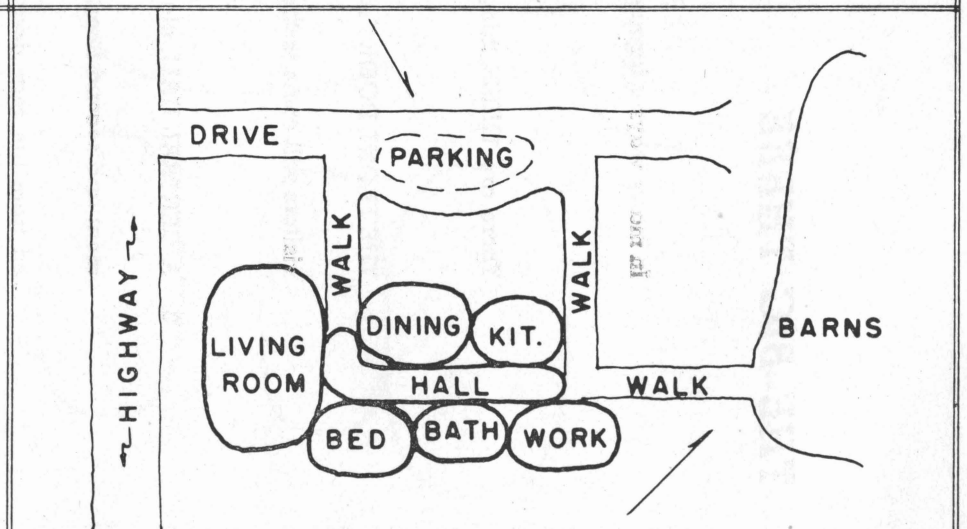 DRIVE
PARKING
WALK
WALK
HIGHWAY
LIVING
ROOM
DINING
KIT.
HALL
BED
BATH
WORK
WALK
BARNS